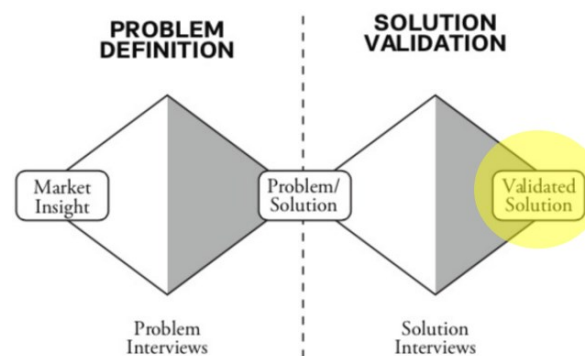 PROBLEM
DEFINITION
SOLUTION
VALIDATION
Market
Insight
Problem/
Solution
Validated
Solution
Problem
Interviews
Solution
Interviews